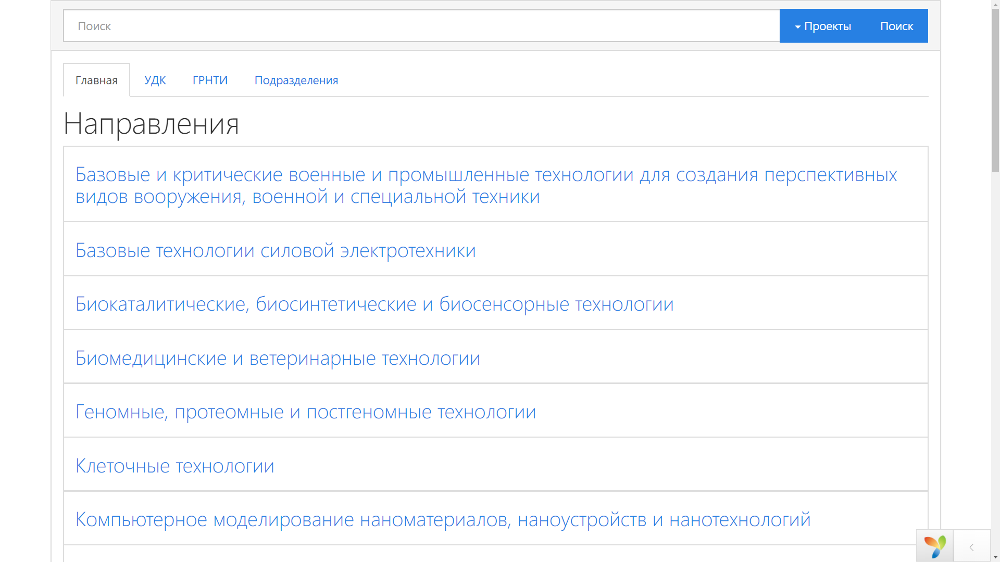 Поиск
Проекты
Поиск
Главная
УДК
ГРНТИ
Подразделения
Направления
Базовые и критические военные и промышленные технологии для создания перспективных
видов вооружения, военной и специальной техники
Базовые технологии силовой электротехники
Биокаталитические, биосинтетические и биосенсорные технологии
Биомедицинские и ветеринарные технологии
Геномные, протеомные и постгеномные технологии
Клеточные технологии
Компьютерное моделирование наноматериалов, наноустройств и нанотехнологий